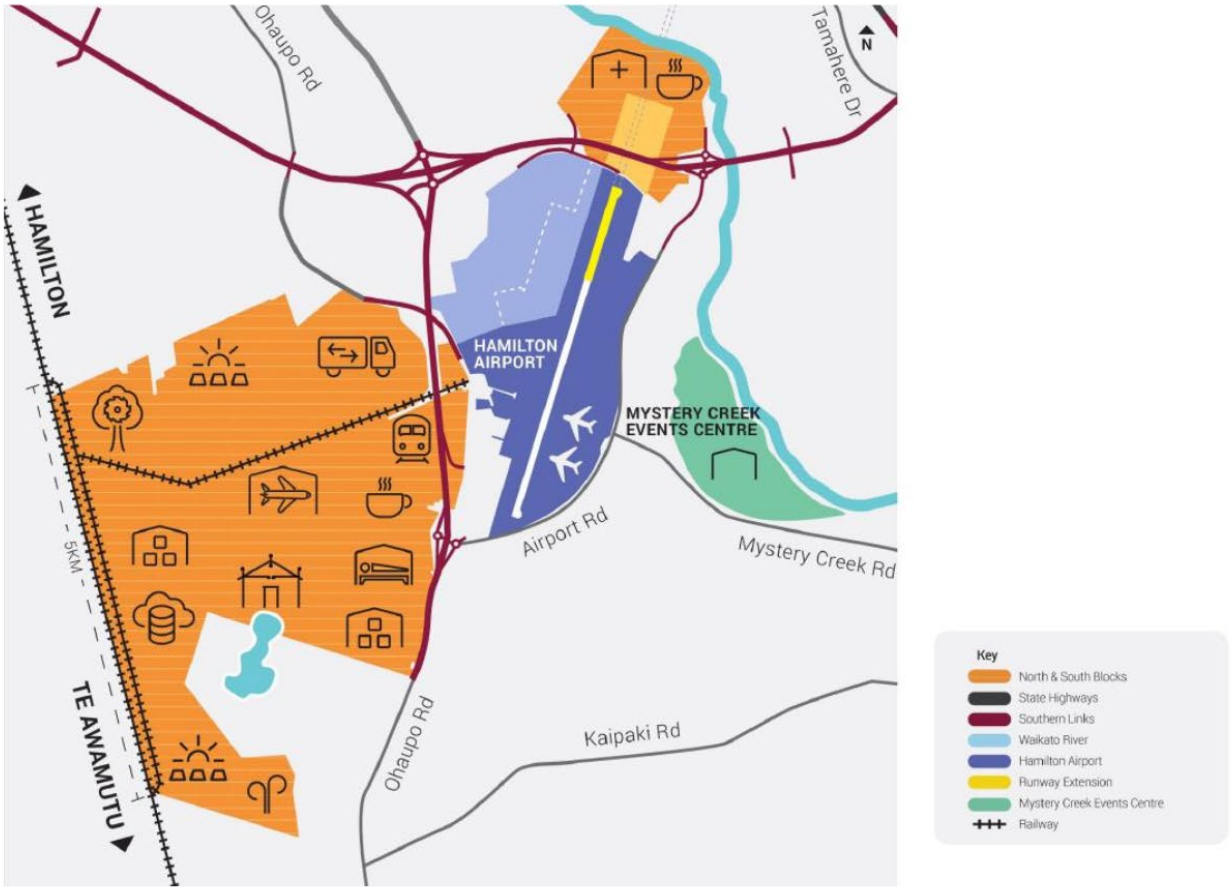 Ohaupo Rd
Tamahere Dr
N
HAMILTON
HAMILTON
AIRPORT
MYSTERY CREEK
EVENTS CENTRE
5KM
Airport Rd
Mystery Creek Rd
TE AWAMUTU
Ohaupo Rd
Kaipaki Rd
Key
North & South Blocks
State Highways
Southern Links
Waikato River
Hamilton Airport
Runway Extension
Mystery Creek Events Centre
Railway